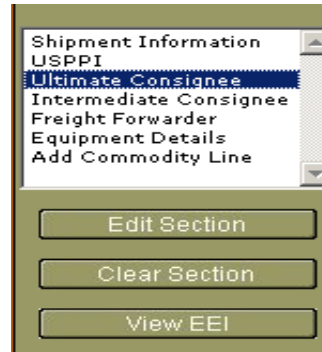 Shipment Information
USPPI
Ultimate Consignee
Intermediate Consignee
Freight Forwarder
Equipment Details
Add Commodity Line
Edit Section
Clear Section
View EEI